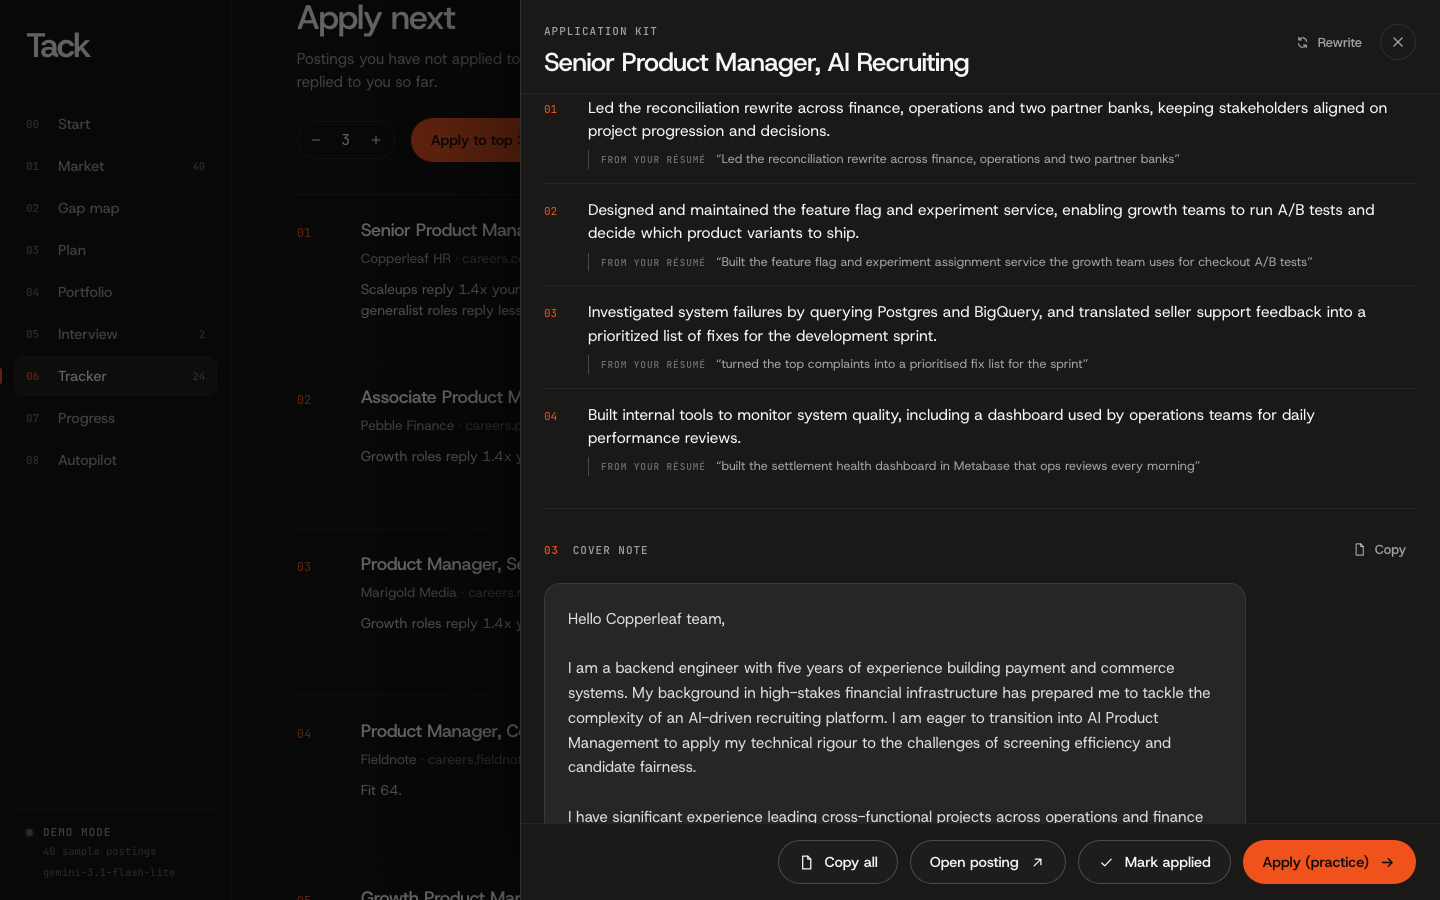 Tack
00 Start
01 Market 40
02 Gap map
03 Plan
04 Portfolio
05 Interview 2
06 Tracker 24
07 Progress
08 Autopilot
DEMO MODE
40 sample postings
gemini-3.1-flash-lite
Apply next
Postings you have not applied to
replied to you so far.
− 3 +
Apply to top
01 Senior Product Mana
Copperleaf HR · careers.c
Scaleups reply 1.4x your
generalist roles reply less
02 Associate Product M
Pebble Finance · careers.p
Growth roles reply 1.4x y
03 Product Manager, Se
Marigold Media · careers.
Growth roles reply 1.4x y
04 Product Manager, C
Fieldnote · careers.fieldno
Fit 64.
05 Growth Product Mar
APPLICATION KIT
Senior Product Manager, AI Recruiting
Rewrite
01 Led the reconciliation rewrite across finance, operations and two partner banks, keeping stakeholders aligned on
project progression and decisions.
FROM YOUR RÉSUMÉ “Led the reconciliation rewrite across finance, operations and two partner banks”
02 Designed and maintained the feature flag and experiment service, enabling growth teams to run A/B tests and
decide which product variants to ship.
FROM YOUR RÉSUMÉ “Built the feature flag and experiment assignment service the growth team uses for checkout A/B tests”
03 Investigated system failures by querying Postgres and BigQuery, and translated seller support feedback into a
prioritized list of fixes for the development sprint.
FROM YOUR RÉSUMÉ “turned the top complaints into a prioritised fix list for the sprint”
04 Built internal tools to monitor system quality, including a dashboard used by operations teams for daily
performance reviews.
FROM YOUR RÉSUMÉ “built the settlement health dashboard in Metabase that ops reviews every morning”
03 COVER NOTE
Copy
Hello Copperleaf team,
I am a backend engineer with five years of experience building payment and commerce
systems. My background in high-stakes financial infrastructure has prepared me to tackle the
complexity of an AI-driven recruiting platform. I am eager to transition into AI Product
Management to apply my technical rigour to the challenges of screening efficiency and
candidate fairness.
I have significant experience leading cross-functional projects across operations and finance
Copy all
Open posting
Mark applied
Apply (practice)